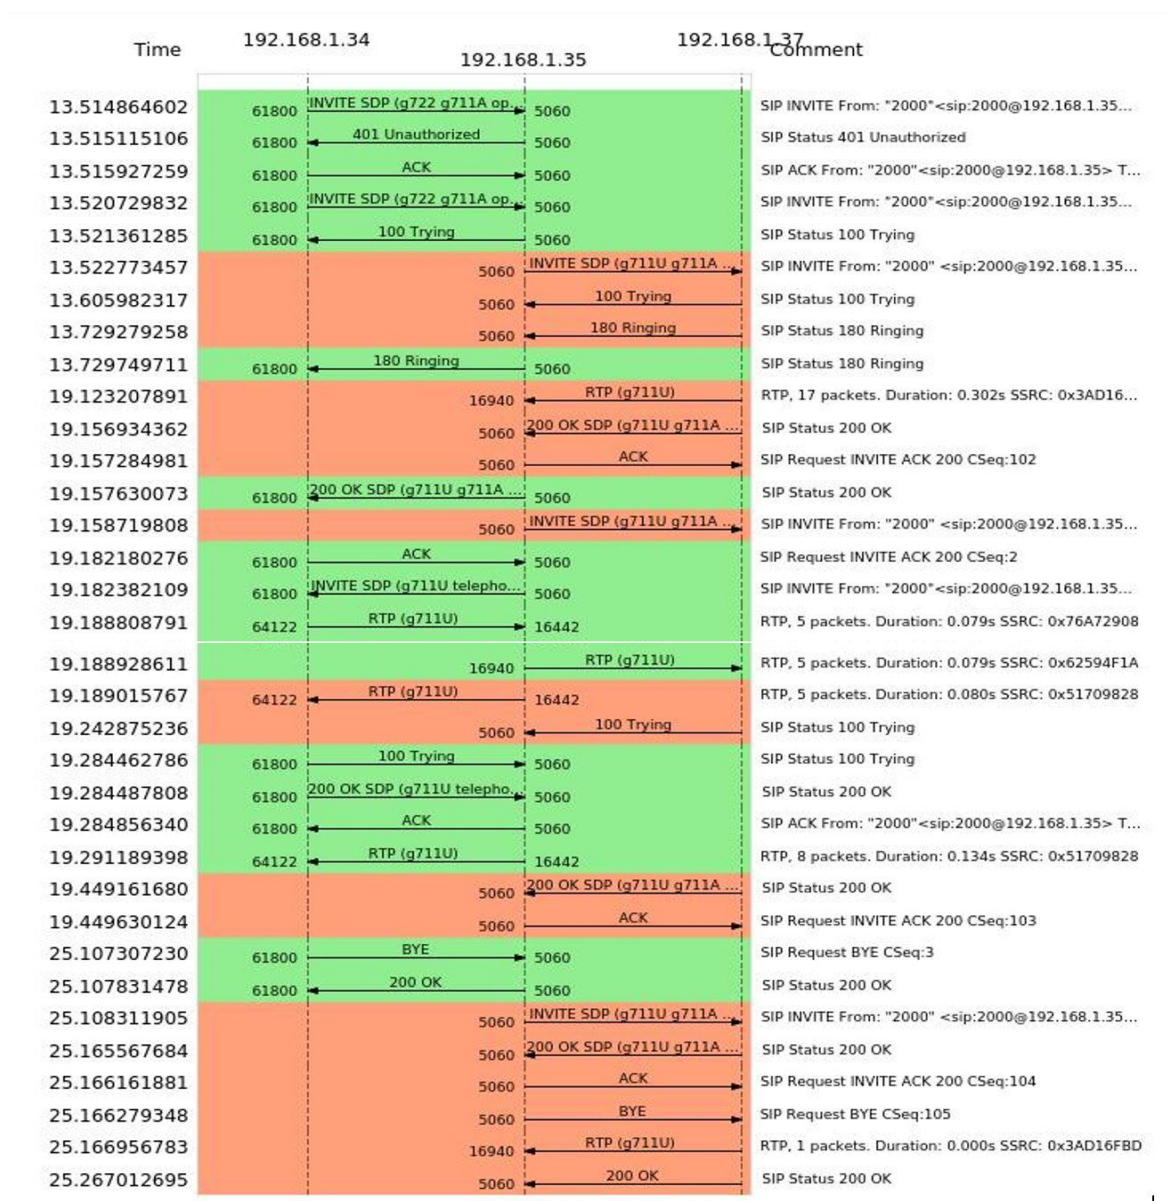 Time 192.168.1.34 192.168.1.35 192.168.1.37 Comment
13.514864602 61800 INVITE SDP (g722 g711A op... 5060 SIP INVITE From: "2000"<sip:2000@192.168.1.35...
13.515115106 61800 401 Unauthorized 5060 SIP Status 401 Unauthorized
13.515927259 61800 ACK 5060 SIP ACK From: "2000"<sip:2000@192.168.1.35> T...
13.520729832 61800 INVITE SDP (g722 g711A op... 5060 SIP INVITE From: "2000"<sip:2000@192.168.1.35...
13.521361285 61800 100 Trying 5060 SIP Status 100 Trying
13.522773457 5060 INVITE SDP (g711U g711A ... SIP INVITE From: "2000" <sip:2000@192.168.1.35...
13.605982317 5060 100 Trying SIP Status 100 Trying
13.729279258 5060 180 Ringing SIP Status 180 Ringing
13.729749711 61800 180 Ringing 5060 SIP Status 180 Ringing
19.123207891 16940 RTP (g711U) RTP, 17 packets. Duration: 0.302s SSRC: 0x3AD16...
19.156934362 5060 200 OK SDP (g711U g711A ... SIP Status 200 OK
19.157284981 5060 ACK SIP Request INVITE ACK 200 CSeq:102
19.157630073 61800 200 OK SDP (g711U g711A ... 5060 SIP Status 200 OK
19.158719808 5060 INVITE SDP (g711U g711A ... SIP INVITE From: "2000" <sip:2000@192.168.1.35...
19.182180276 61800 ACK 5060 SIP Request INVITE ACK 200 CSeq:2
19.182382109 61800 INVITE SDP (g711U telepho... 5060 SIP INVITE From: "2000"<sip:2000@192.168.1.35...
19.188808791 64122 RTP (g711U) 16442 RTP, 5 packets. Duration: 0.079s SSRC: 0x76A72908
19.188928611 16940 RTP (g711U) RTP, 5 packets. Duration: 0.079s SSRC: 0x62594F1A
19.189015767 64122 RTP (g711U) 16442 RTP, 5 packets. Duration: 0.080s SSRC: 0x51709828
19.242875236 5060 100 Trying SIP Status 100 Trying
19.284462786 61800 100 Trying 5060 SIP Status 100 Trying
19.284487808 61800 200 OK SDP (g711U telepho... 5060 SIP Status 200 OK
19.284856340 61800 ACK 5060 SIP ACK From: "2000"<sip:2000@192.168.1.35> T...
19.291189398 64122 RTP (g711U) 16442 RTP, 8 packets. Duration: 0.134s SSRC: 0x51709828
19.449161680 5060 200 OK SDP (g711U g711A ... SIP Status 200 OK
19.449630124 5060 ACK SIP Request INVITE ACK 200 CSeq:103
25.107307230 61800 BYE 5060 SIP Request BYE CSeq:3
25.107831478 61800 200 OK 5060 SIP Status 200 OK
25.108311905 5060 INVITE SDP (g711U g711A ... SIP INVITE From: "2000" <sip:2000@192.168.1.35...
25.165567684 5060 200 OK SDP (g711U g711A ... SIP Status 200 OK
25.166161881 5060 ACK SIP Request INVITE ACK 200 CSeq:104
25.166279348 5060 BYE SIP Request BYE CSeq:105
25.166956783 16940 RTP (g711U) RTP, 1 packets. Duration: 0.000s SSRC: 0x3AD16FBD
25.267012695 5060 200 OK SIP Status 200 OK